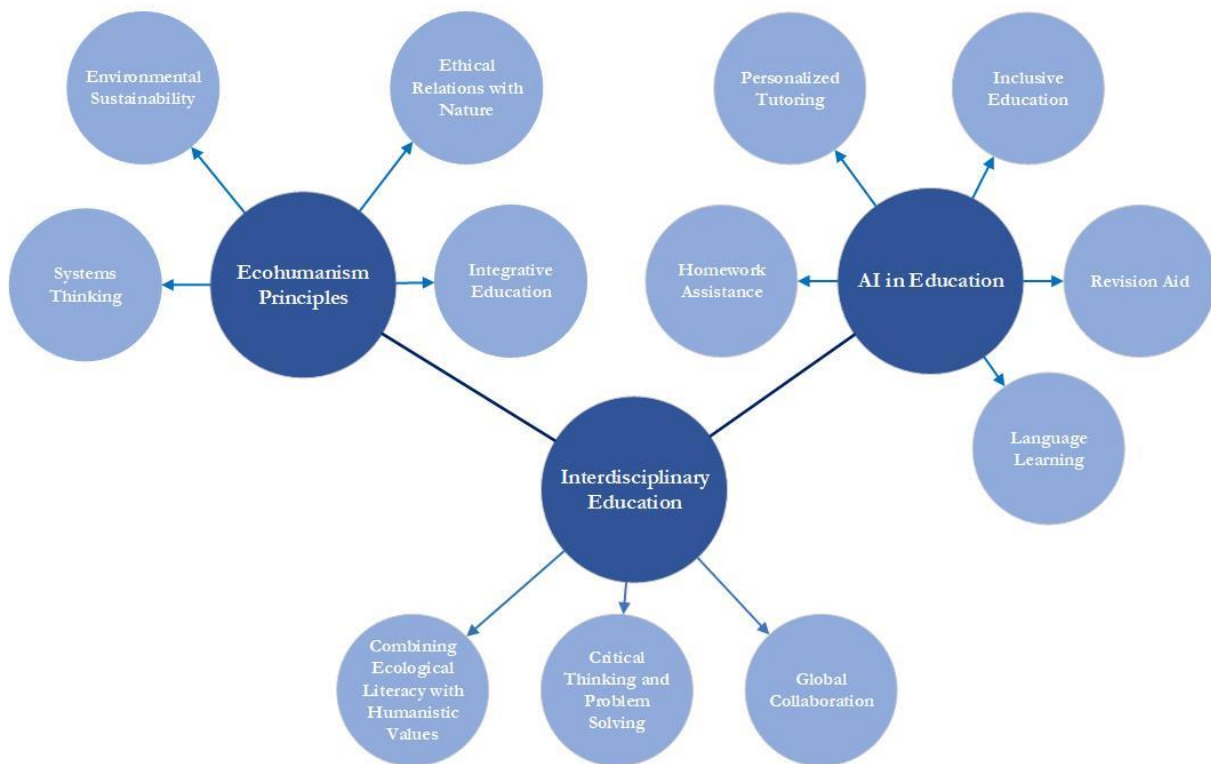 Environmental
Sustainability
Ethical
Relations with
Nature
Personalized
Tutoring
Inclusive
Education
Systems
Thinking
Ecohumanism
Principles
Integrative
Education
Homework
Assistance
AI in Education
Revision Aid
Language
Learning
Interdisciplinary
Education
Combining
Ecological
Literacy with
Humanistic
Values
Critical
Thinking and
Problem
Solving
Global
Collaboration